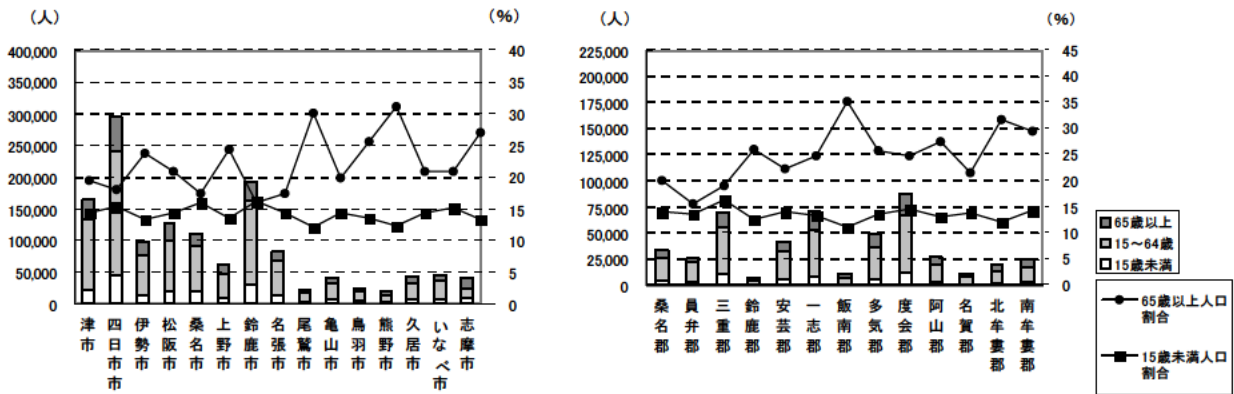 (人)
(%)
400,000
350,000
300,000
250,000
200,000
150,000
100,000
50,000
0
40
35
30
25
20
15
10
5
0
津市
四日市市
伊勢市
松阪市
桑名市
上野市
鈴鹿市
名張市
尾鷲市
亀山市
鳥羽市
熊野市
久居市
いなべ市
志摩市
(人)
(%)
225,000
200,000
175,000
150,000
125,000
100,000
75,000
50,000
25,000
0
45
40
35
30
25
20
15
10
5
0
桑名郡
員弁郡
三重郡
鈴鹿郡
安芸郡
一志郡
飯南郡
多気郡
度会郡
阿山郡
名賀郡
北牟婁郡
南牟婁郡
65歳以上
15～64歳
15歳未満
65歳以上人口
割合
15歳未満人口
割合